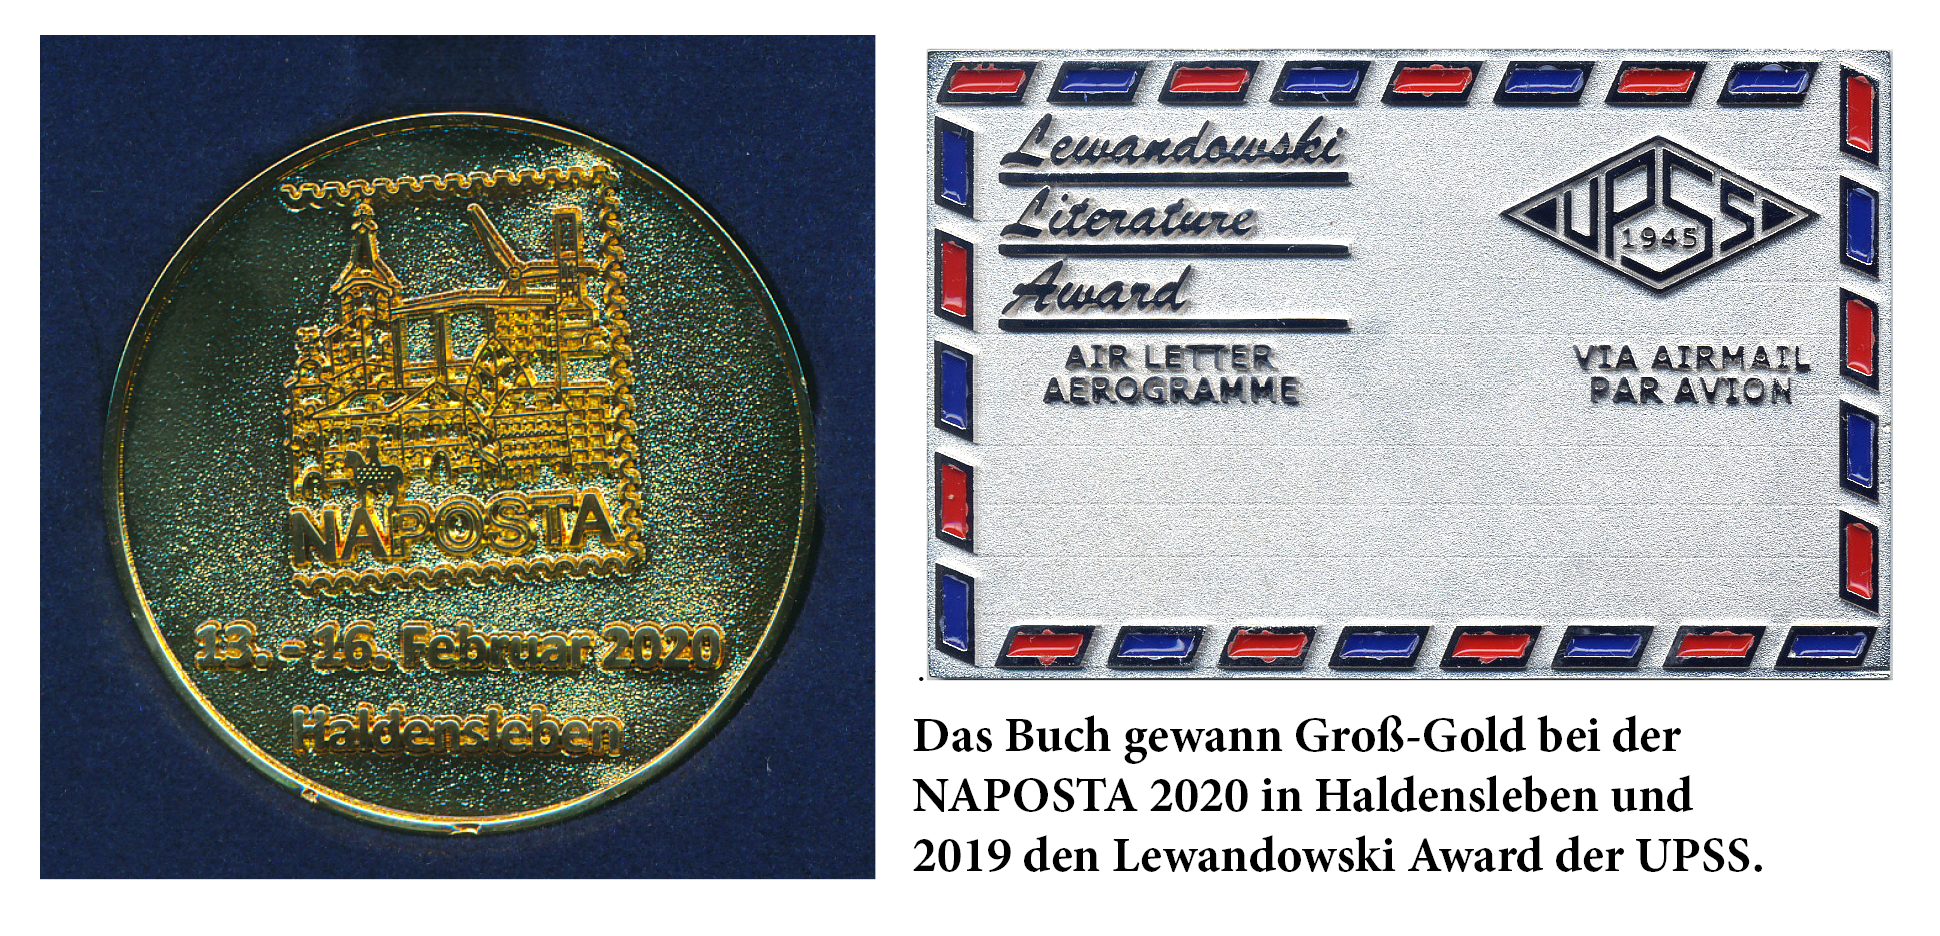 NAPOSTA
13. - 16. Februar 2020
Haldensleben
Lewandowski
Literature
Award
AIR LETTER
AEROGRAMME
UPSS
1945
VIA AIRMAIL
PAR AVION
Das Buch gewann Groß-Gold bei der
NAPOSTA 2020 in Haldensleben und
2019 den Lewandowski Award der UPSS.